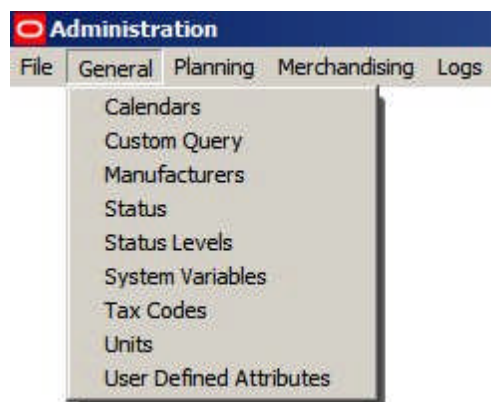 Administration
File General Planning Merchandising Logs
Calendars
Custom Query
Manufacturers
Status
Status Levels
System Variables
Tax Codes
Units
User Defined Attributes